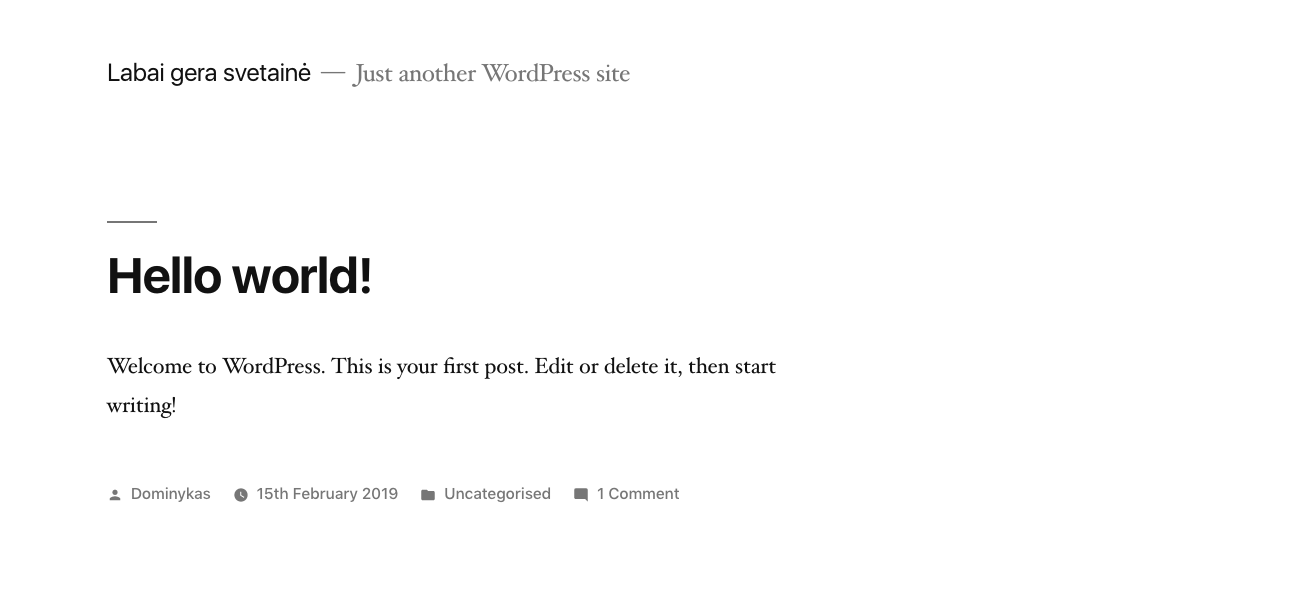 Labai gera svetainė — Just another WordPress site
Hello world!
Welcome to WordPress. This is your first post. Edit or delete it, then start
writing!
Dominykas 15th February 2019 Uncategorised 1 Comment